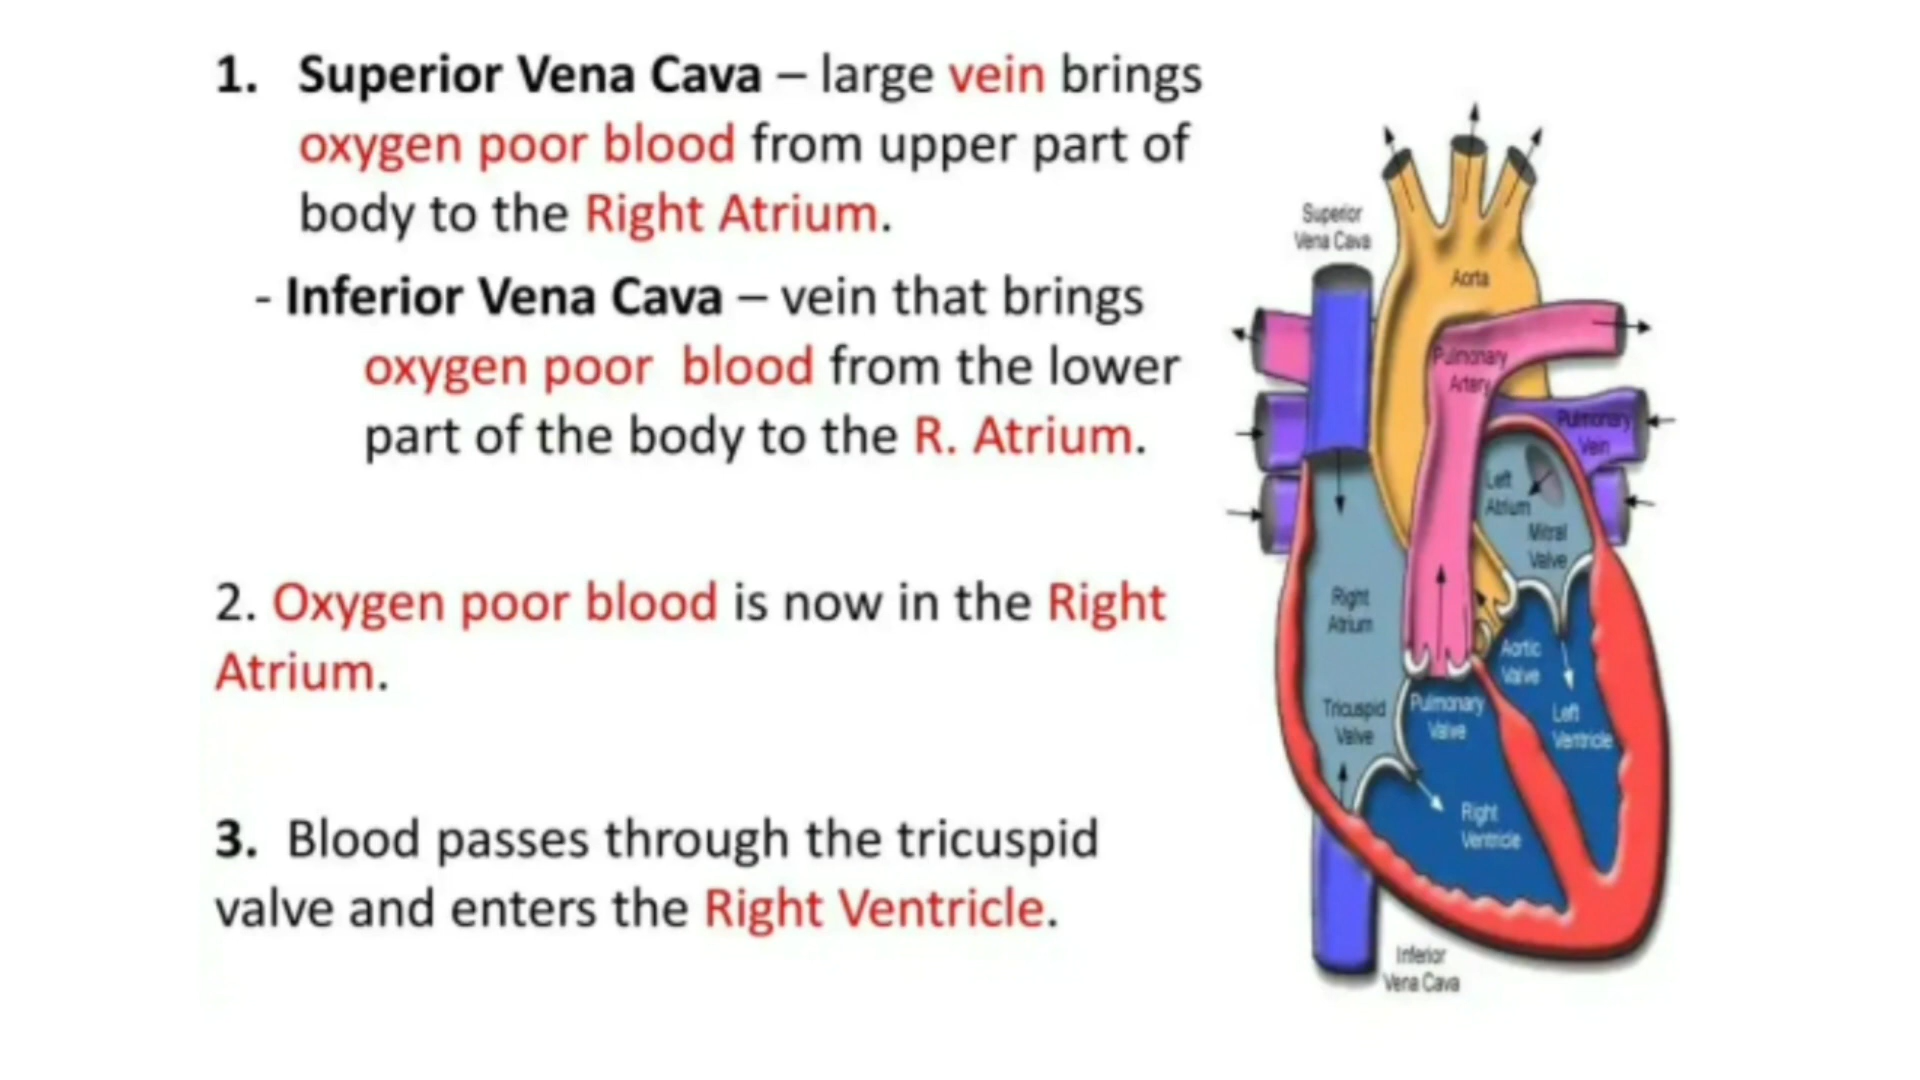 1. Superior Vena Cava – large vein brings
oxygen poor blood from upper part of
body to the Right Atrium.
- Inferior Vena Cava – vein that brings
oxygen poor blood from the lower
part of the body to the R. Atrium.
2. Oxygen poor blood is now in the Right
Atrium.
3. Blood passes through the tricuspid
valve and enters the Right Ventricle.
Superior
Vena Cava
Aorta
Pulmonary
Artery
Pulmonary
Vein
Left
Atrium
Mitral
Valve
Right
Atrium
Aortic
Valve
Tricuspid
Valve
Pulmonary
Valve
Left
Ventricle
Right
Ventricle
Inferior
Vena Cava